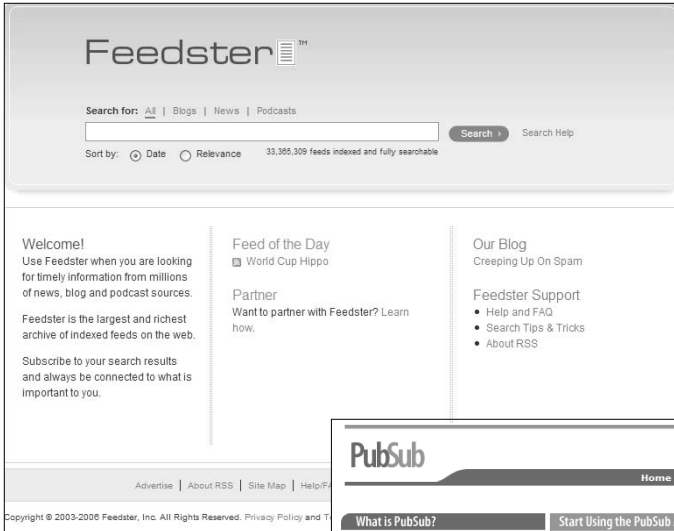 Feedster™
Search for: All | Blogs | News | Podcasts
Search › Search Help
Sort by: Date Relevance 33,365,309 feeds indexed and fully searchable
Welcome!
Use Feedster when you are looking
for timely information from millions
of news, blog and podcast sources.
Feedster is the largest and richest
archive of indexed feeds on the web.
Subscribe to your search results
and always be connected to what is
important to you.
Feed of the Day
World Cup Hippo
Partner
Want to partner with Feedster? Learn
how.
Our Blog
Creeping Up On Spam
Feedster Support
• Help and FAQ
• Search Tips & Tricks
• About RSS
Advertise | About RSS | Site Map | Help/FA
Copyright © 2003-2006 Feedster, Inc. All Rights Reserved. Privacy Policy and T
PubSub
Home
What is PubSub? Start Using the PubSub